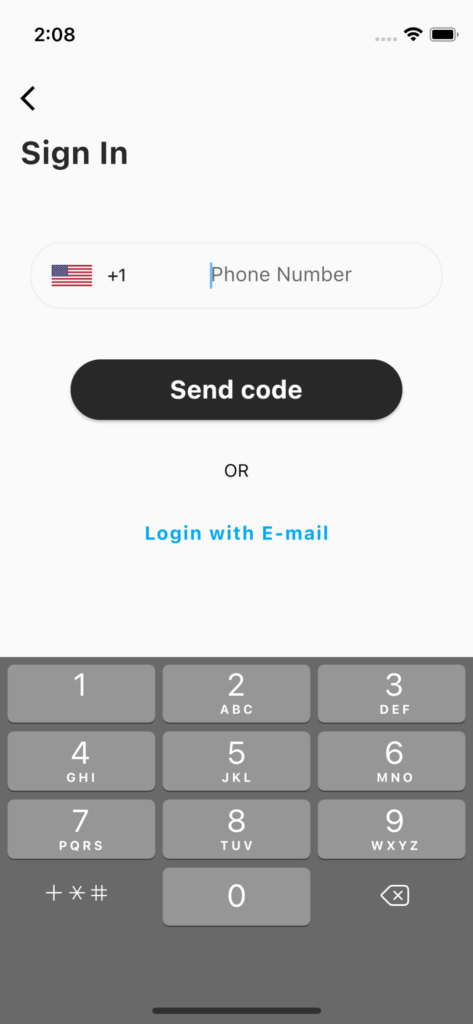 2:08
Sign In
+1 Phone Number
Send code
OR
Login with E-mail
1 2 3
ABC DEF
4 5 6
GHI JKL MNO
7 8 9
PQRS TUV WXYZ
+*# 0